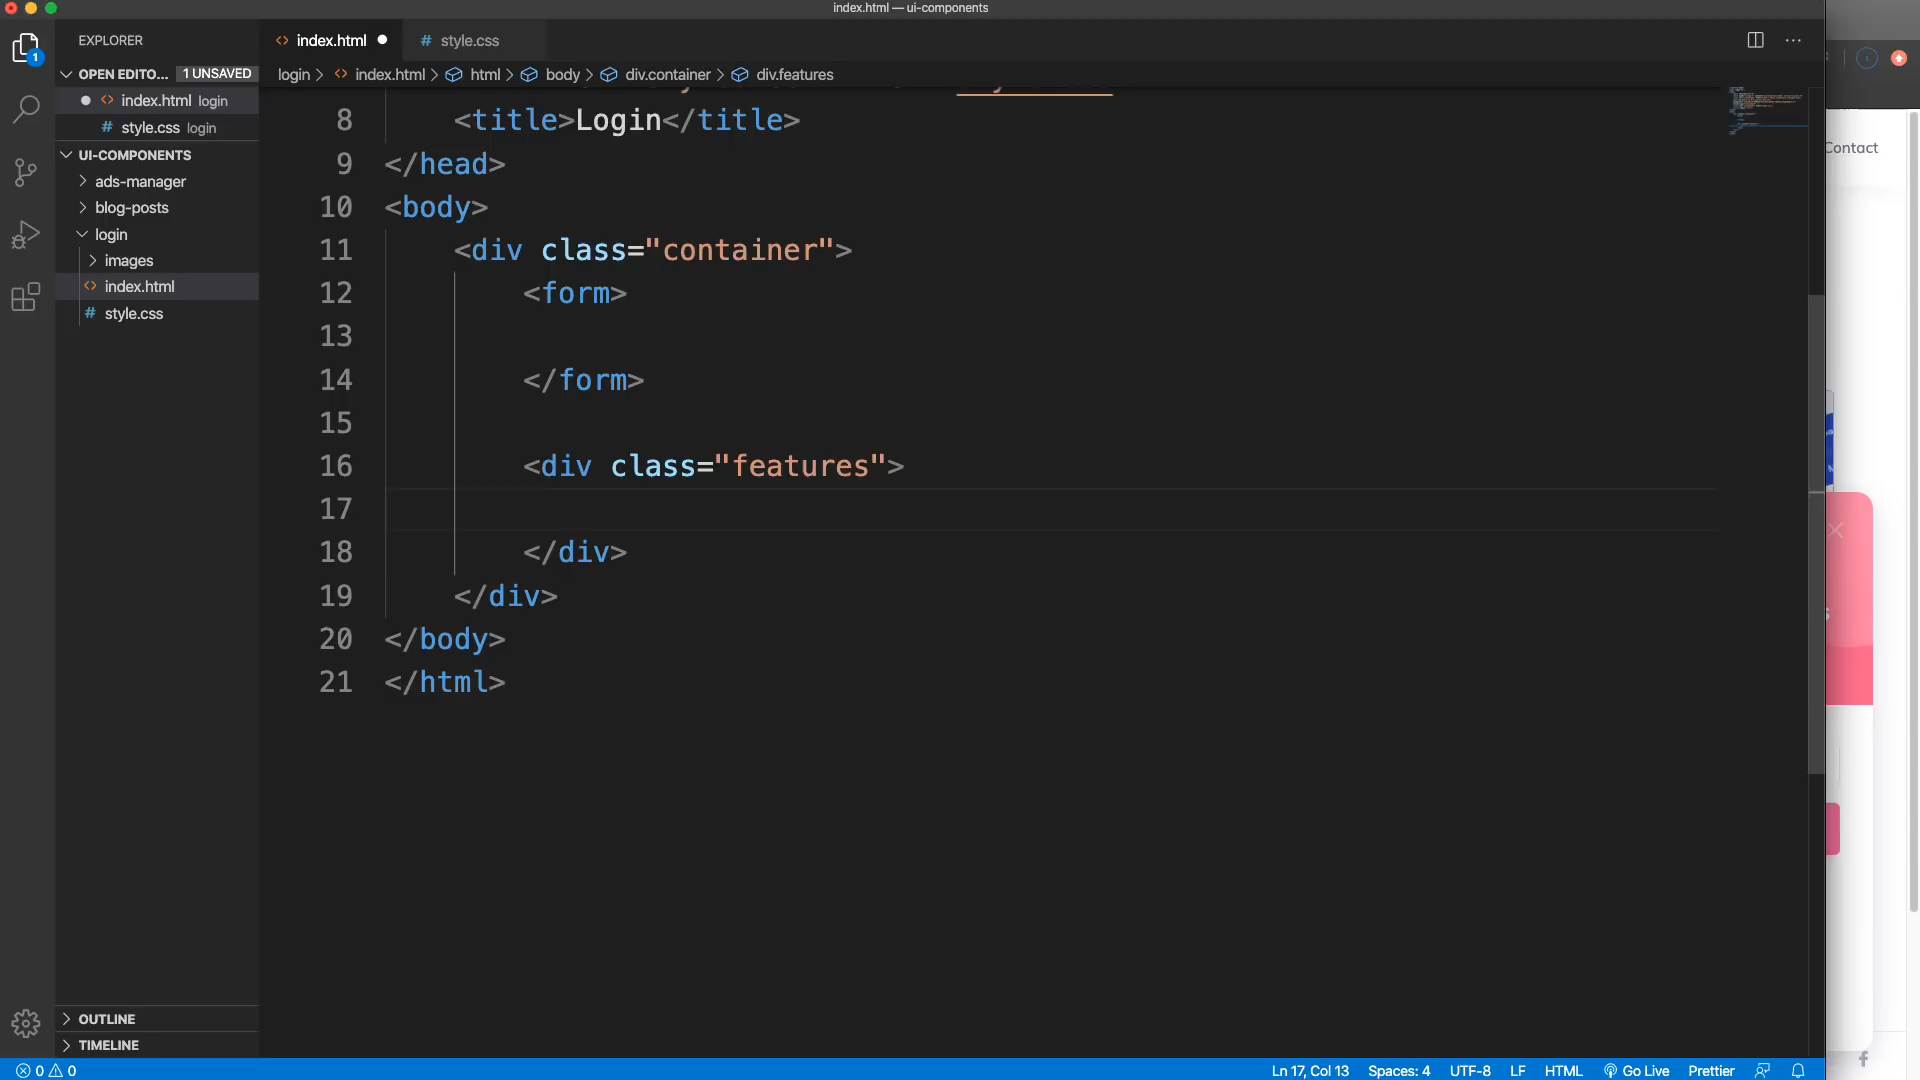 index.html — ui-components
EXPLORER
index.html
# style.css
OPEN EDITO... 1 UNSAVED
login > index.html > html > body > div.container > div.features
index.html login
# style.css login
UI-COMPONENTS
ads-manager
blog-posts
login
images
index.html
# style.css
8 <title>Login</title>
9 </head>
10 <body>
11 <div class="container">
12 <form>
13
14 </form>
15
16 <div class="features">
17
18 </div>
19 </div>
20 </body>
21 </html>
Contact
1
OUTLINE
TIMELINE
0 0
Ln 17, Col 13 Spaces: 4 UTF-8 LF HTML Go Live Prettier